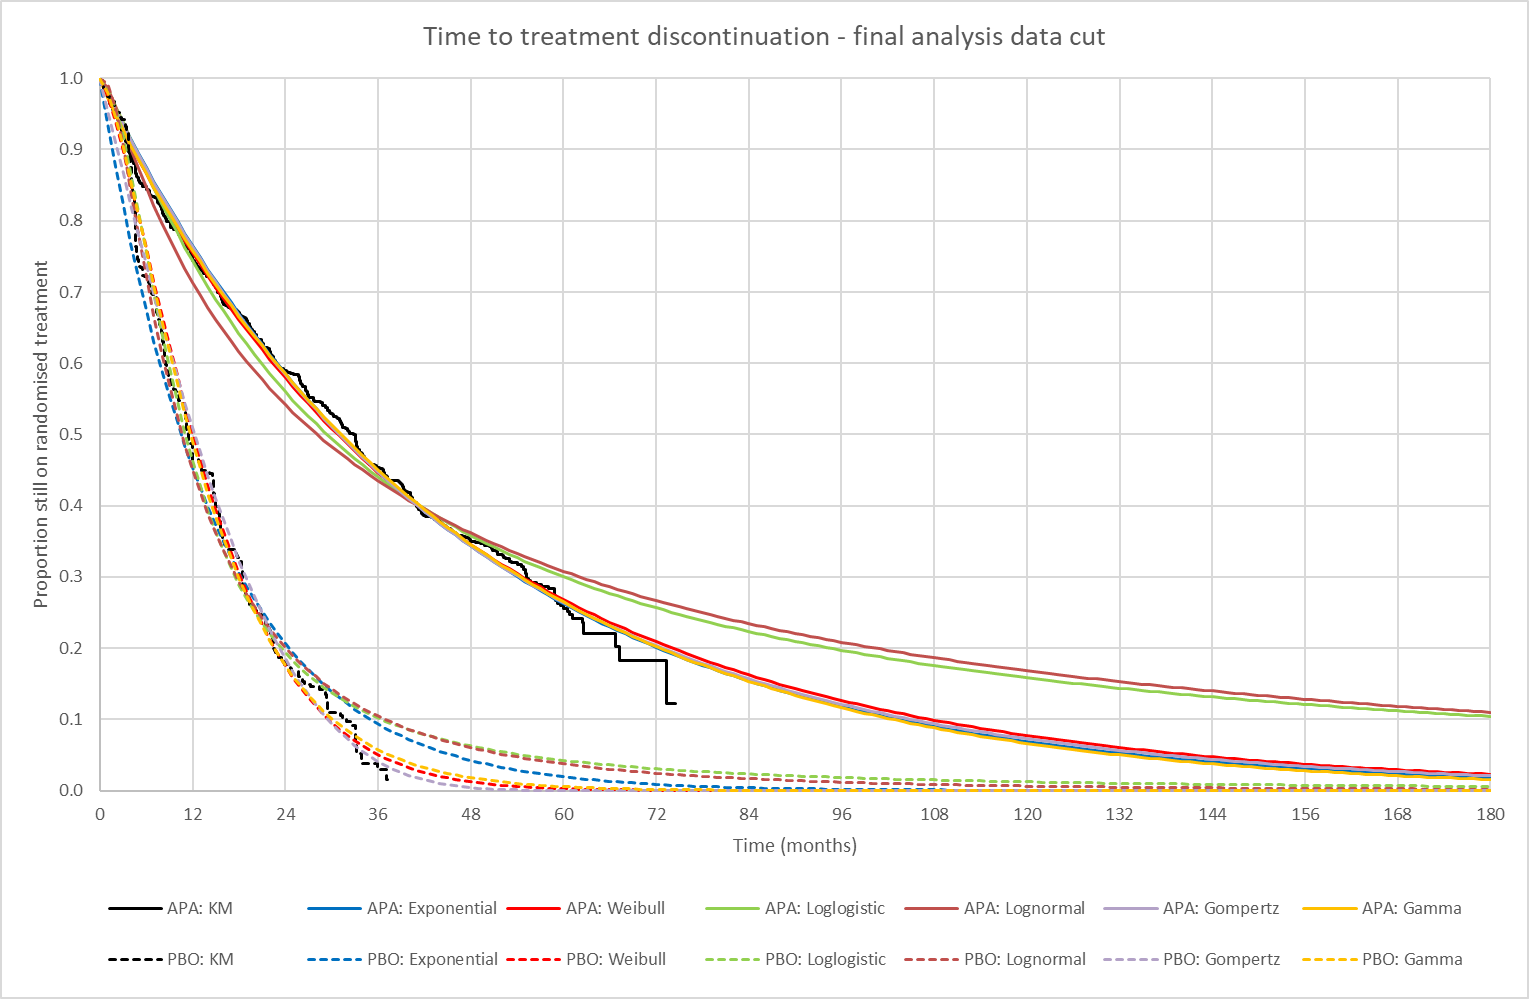 Time to treatment discontinuation - final analysis data cut
Proportion still on randomised treatment
1.0
0.9
0.8
0.7
0.6
0.5
0.4
0.3
0.2
0.1
0.0
0 12 24 36 48 60 72 84 96 108 120 132 144 156 168 180
Time (months)
APA: KM APA: Exponential APA: Weibull APA: Loglogistic APA: Lognormal APA: Gompertz APA: Gamma
PBO: KM PBO: Exponential PBO: Weibull PBO: Loglogistic PBO: Lognormal PBO: Gompertz PBO: Gamma